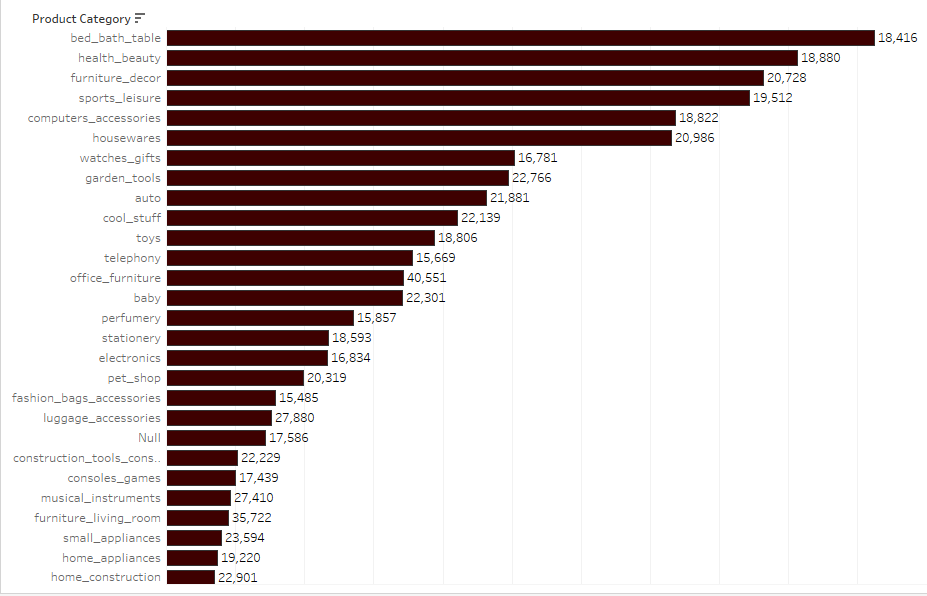 Product Category
bed_bath_table 18,416
health_beauty 18,880
furniture_decor 20,728
sports_leisure 19,512
computers_accessories 18,822
housewares 20,986
watches_gifts 16,781
garden_tools 22,766
auto 21,881
cool_stuff 22,139
toys 18,806
telephony 15,669
office_furniture 40,551
baby 22,301
perfumery 15,857
stationery 18,593
electronics 16,834
pet_shop 20,319
fashion_bags_accessories 15,485
luggage_accessories 27,880
Null 17,586
construction_tools_cons.. 22,229
consoles_games 17,439
musical_instruments 27,410
furniture_living_room 35,722
small_appliances 23,594
home_appliances 19,220
home_construction 22,901